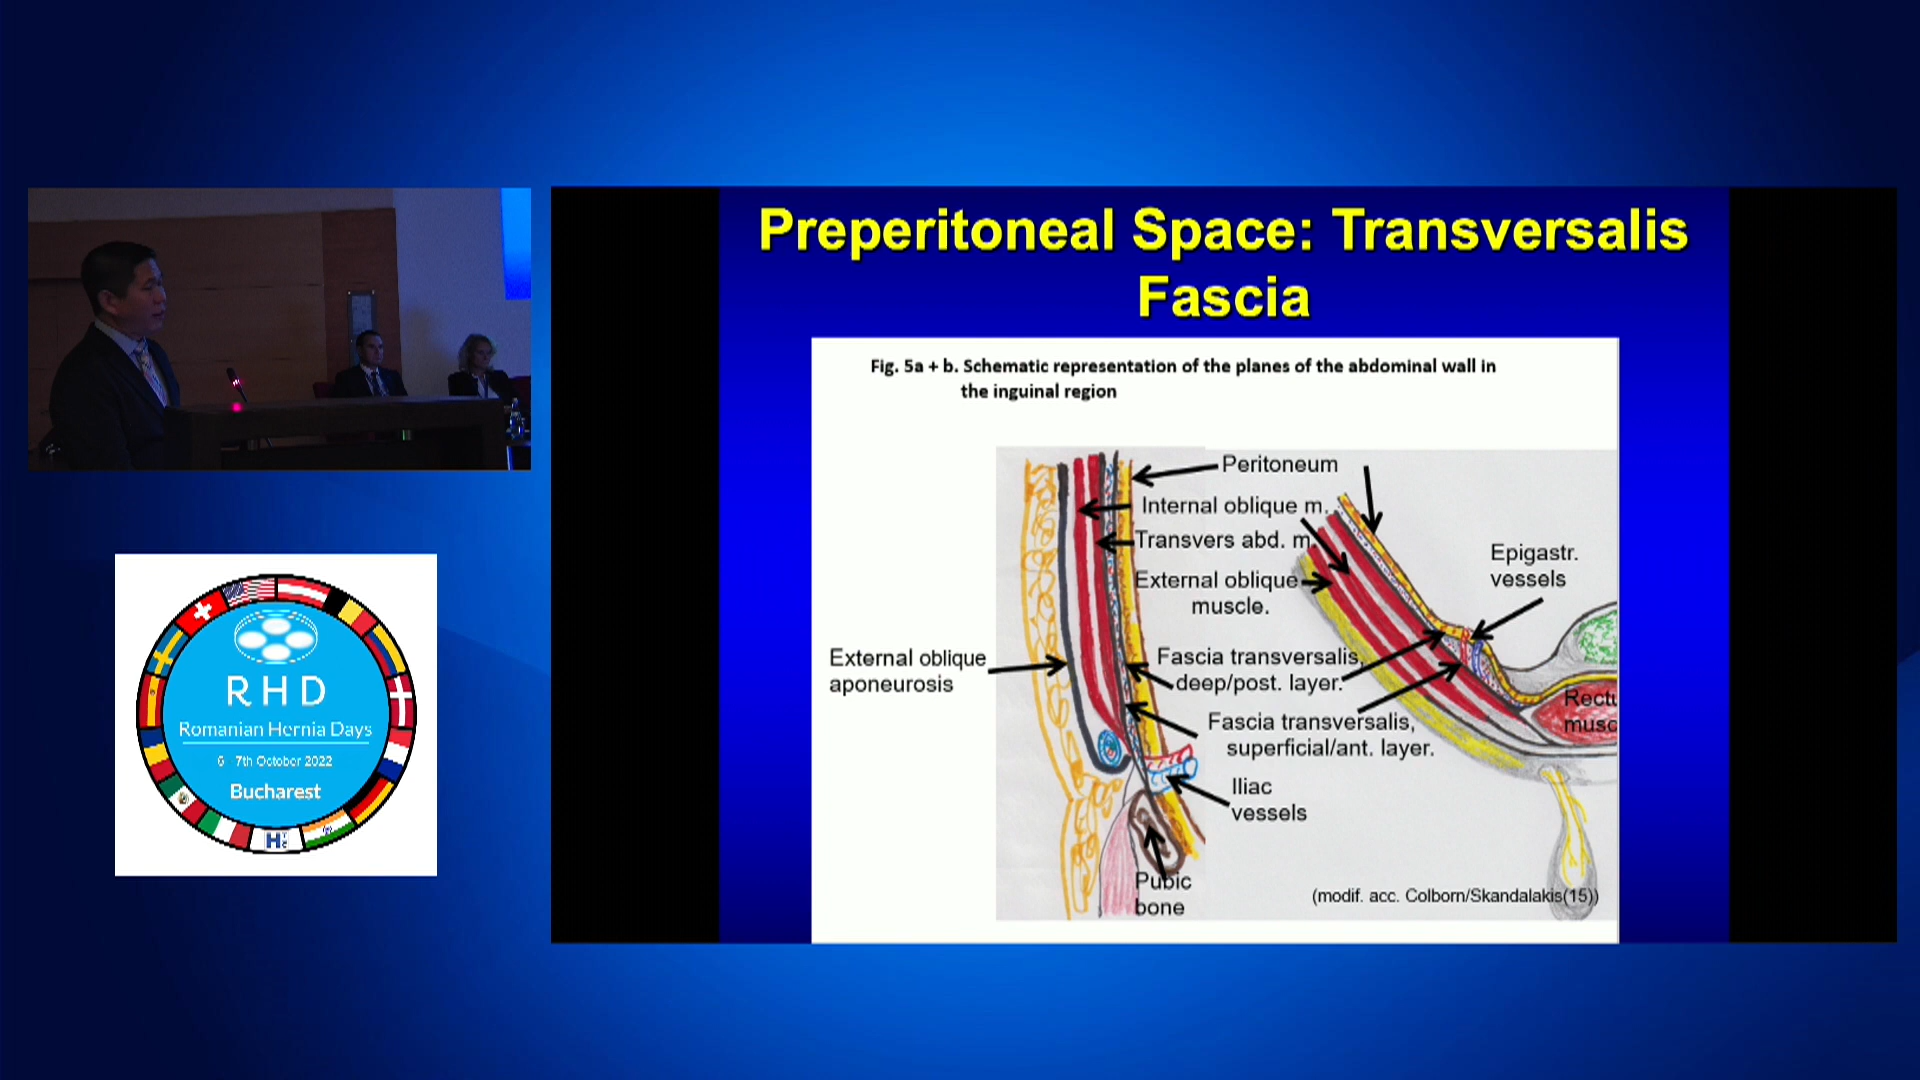 Preperitoneal Space: Transversalis
Fascia
Fig. 5a + b. Schematic representation of the planes of the abdominal wall in
the inguinal region
Peritoneum
Internal oblique m.
Transvers abd. m.
External oblique
muscle.
Epigastr.
vessels
External oblique
aponeurosis
Fascia transversalis,
deep/post. layer.
Fascia transversalis,
superficial/ant. layer.
Rectu
musc
Iliac
vessels
Pubic
bone
(modif. acc. Colborn/Skandalakis(15))
RHD
Romanian Hernia Days
6 7th October 2022
Bucharest